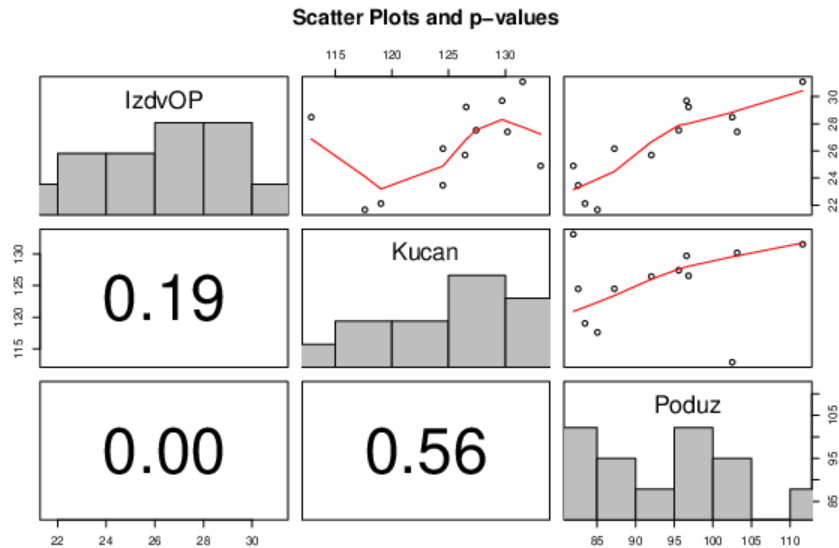 Scatter Plots and p-values
115 120 125 130
IzdvOP
22 24 26 28 30
115 120 125 130
0.19
Kucan
0.00
0.56
Poduz
85 95 105
22 24 26 28 30
85 90 95 100 105 110